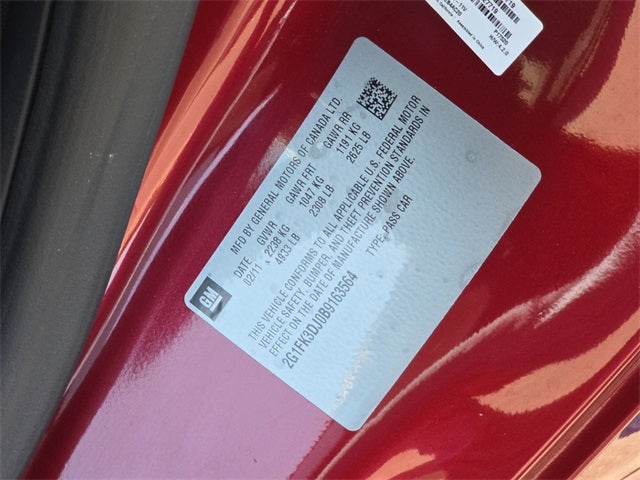 GM
MFD BY GENERAL MOTORS OF CANADA LTD.
DATE GVWR GAWR FRT GAWR RR
02/11 2238 KG 1047 KG 1191 KG
4933 LB 2308 LB 2625 LB
THIS VEHICLE CONFORMS TO ALL APPLICABLE U.S. FEDERAL MOTOR
VEHICLE SAFETY, BUMPER, AND THEFT PREVENTION STANDARDS IN
EFFECT ON THE DATE OF MANUFACTURE SHOWN ABOVE.
2G1FK3DJ0B9163564 TYPE: PASS CAR